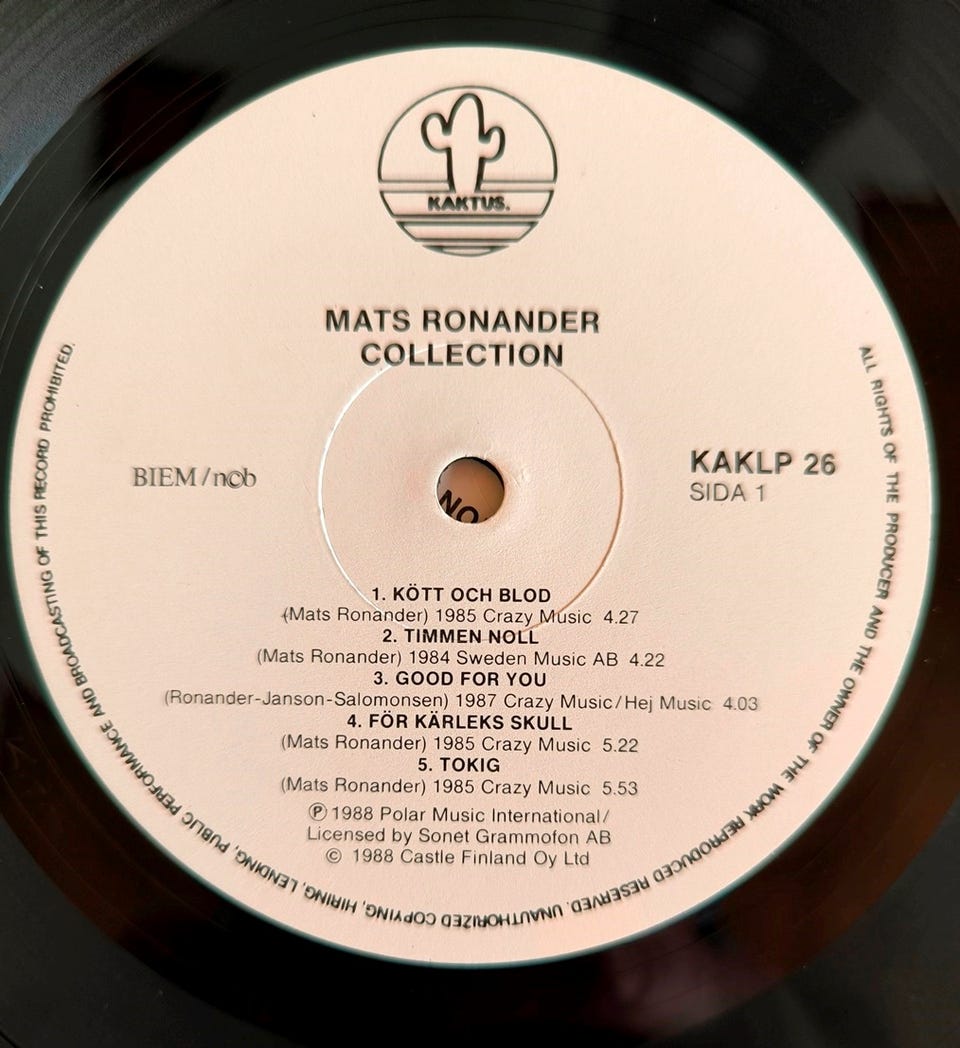 KAKTUS.
MATS RONANDER
COLLECTION
BIEM/n©b
KAKLP 26
SIDA 1
NO
1. KÖTT OCH BLOD
(Mats Ronander) 1985 Crazy Music 4.27
2. TIMMEN NOLL
(Mats Ronander) 1984 Sweden Music AB 4.22
3. GOOD FOR YOU
(Ronander-Janson-Salomonsen) 1987 Crazy Music/Hej Music 4.03
4. FÖR KÄRLEKS SKULL
(Mats Ronander) 1985 Crazy Music 5.22
5. TOKIG
(Mats Ronander) 1985 Crazy Music 5.53
℗ 1988 Polar Music International/
Licensed by Sonet Grammofon AB
© 1988 Castle Finland Oy Ltd
ALL RIGHTS OF THE PRODUCER AND THE OWNER OF THE WORK REPRODUCED RESERVED. UNAUTHORIZED COPYING, HIRING, LENDING, PUBLIC PERFORMANCE AND BROADCASTING OF THIS RECORD PROHIBITED.